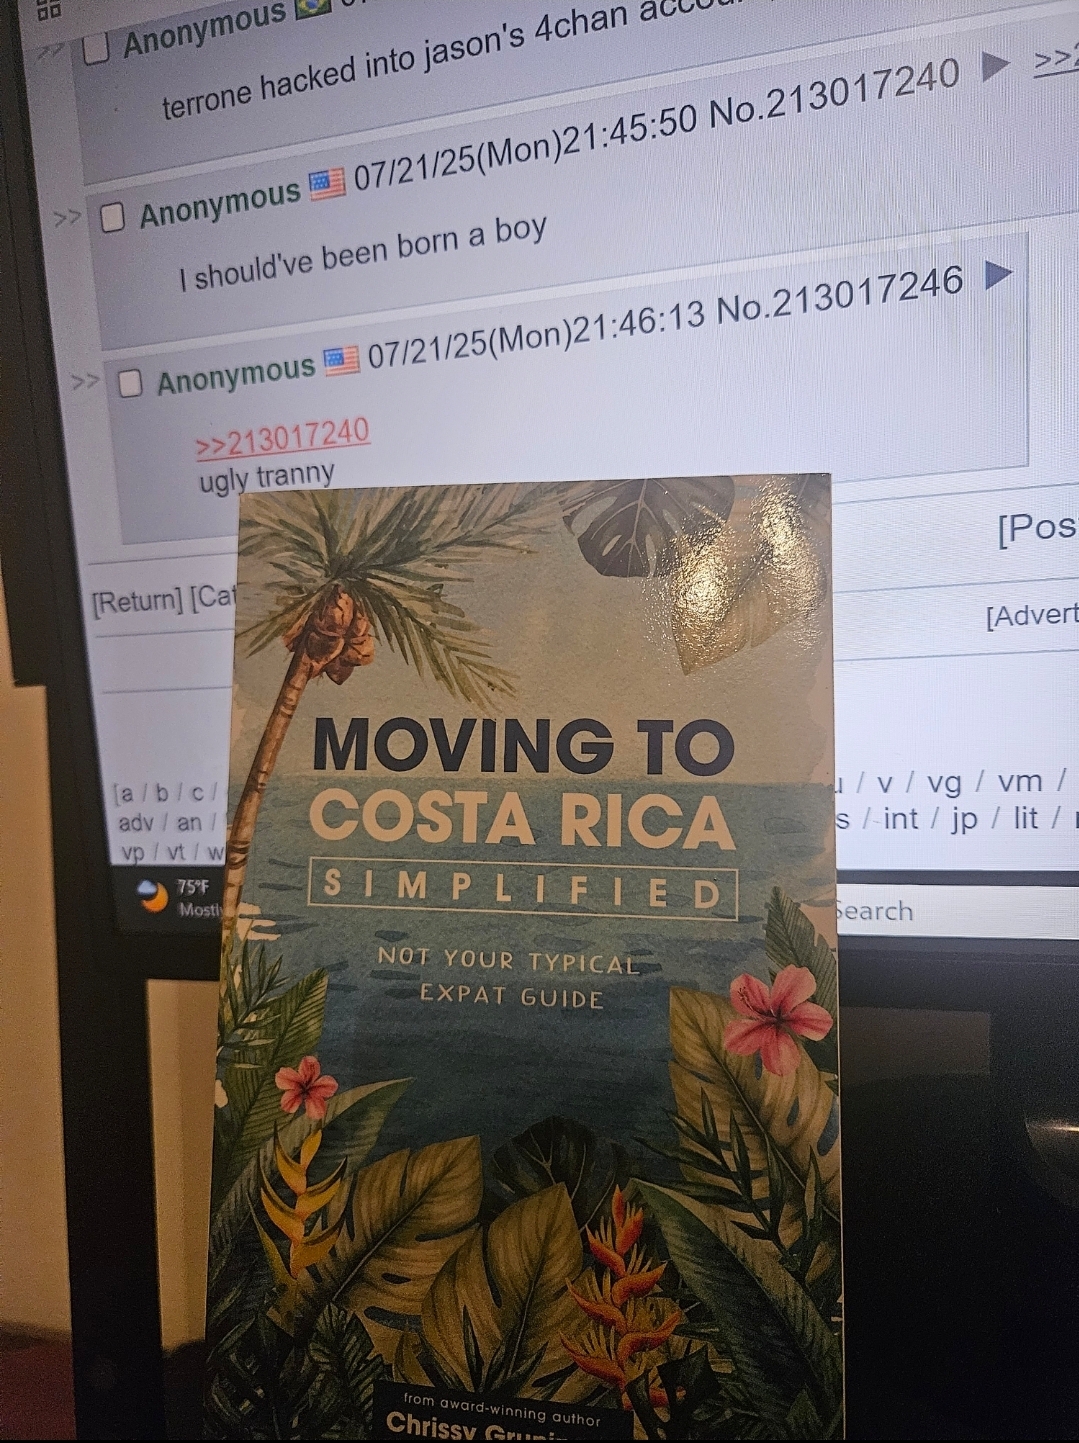 Anonymous
terrone hacked into jason's 4chan
>> Anonymous 07/21/25(Mon)21:45:50 No.213017240 ▶
I should've been born a boy
>> Anonymous 07/21/25(Mon)21:46:13 No.213017246 ▶
>>213017240
ugly tranny
[Return]
[a / b / c /
adv / an /
vp / vt /
/ v / vg / vm /
/ int / jp / lit /
75°F
MOVING TO
COSTA RICA
SIMPLIFIED
NOT YOUR TYPICAL
EXPAT GUIDE
from award-winning author
Chrissy